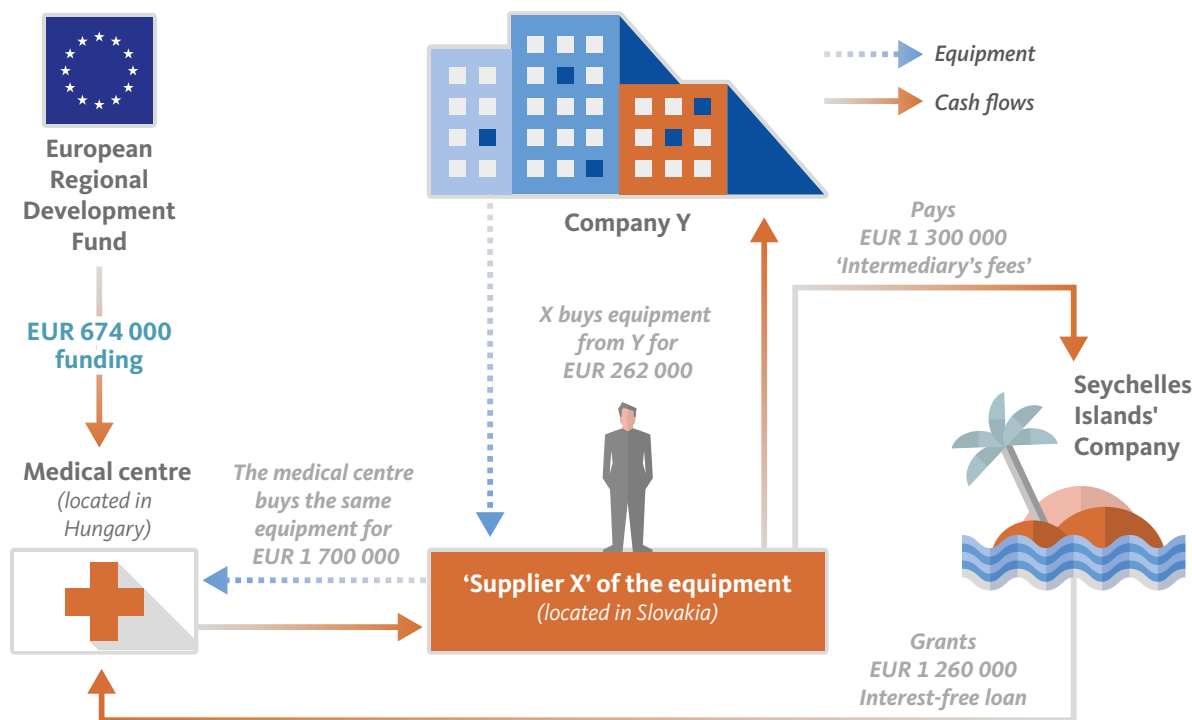 European
Regional
Development
Fund
EUR 674 000
funding
Medical centre
(located in
Hungary)
The medical centre
buys the same
equipment for
EUR 1 700 000
Company Y
X buys equipment
from Y for
EUR 262 000
'Supplier X' of the equipment
(located in Slovakia)
Equipment
Cash flows
Pays
EUR 1 300 000
'Intermediary's fees'
Seychelles
Islands'
Company
Grants
EUR 1 260 000
Interest-free loan